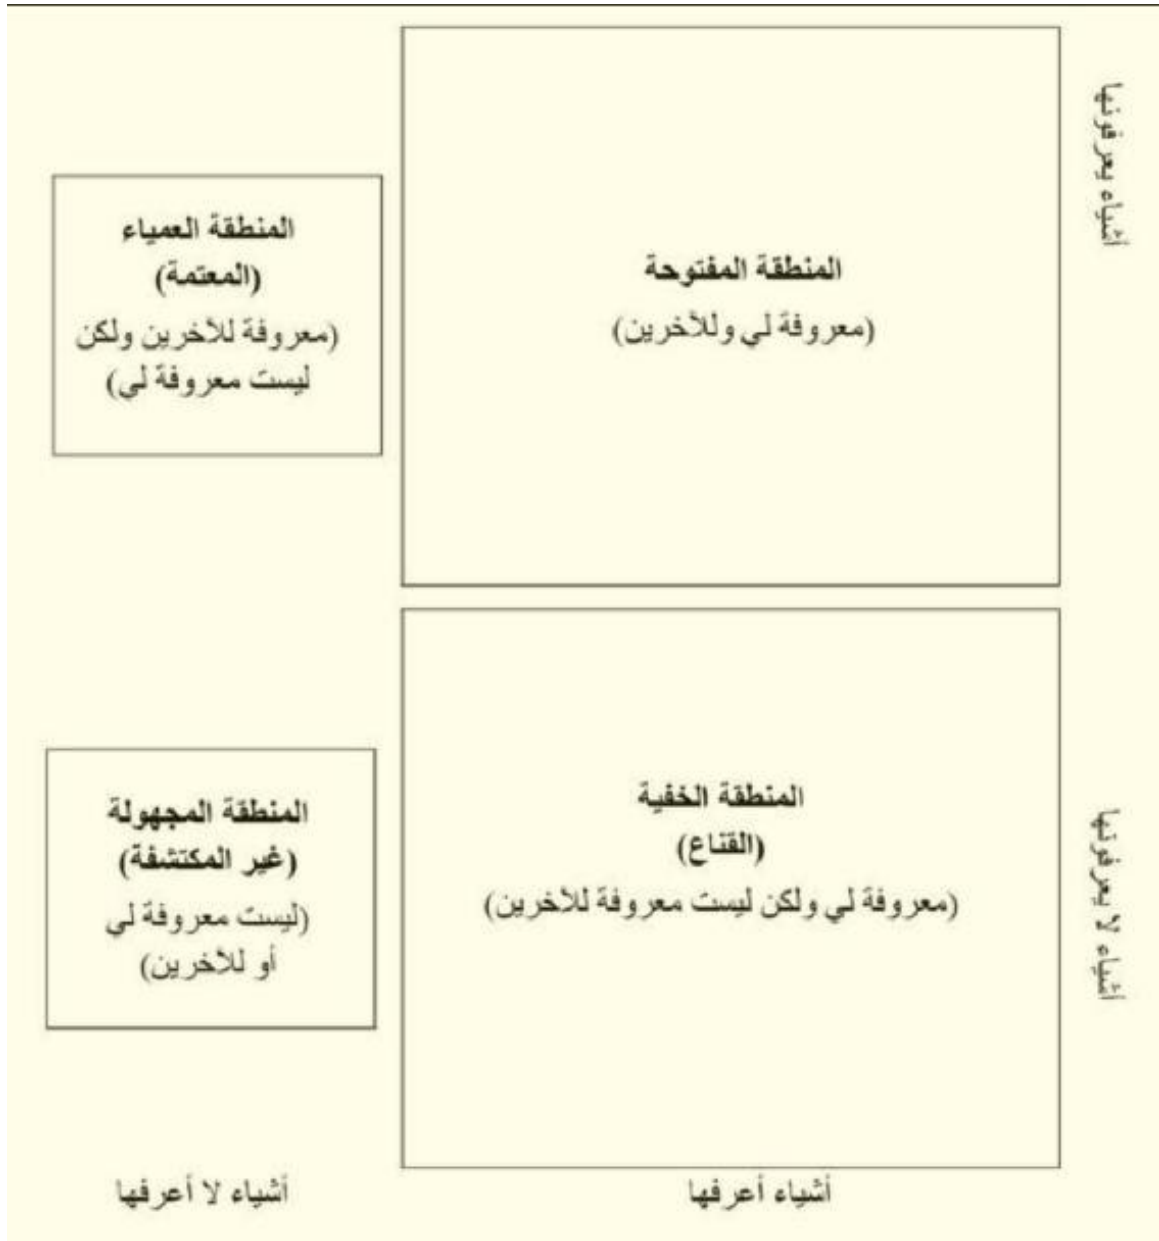 أشياء يعرفونها
المنطقة المفتوحة
(معروفة لي وللآخرين)
المنطقة العمياء
(المعتمة)
(معروفة للآخرين ولكن
ليست معروفة لي)
أشياء لا يعرفونها
المنطقة الخفية
(القناع)
(معروفة لي ولكن ليست معروفة للآخرين)
المنطقة المجهولة
(غير المكتشفة)
(ليست معروفة لي
أو للآخرين)
أشياء أعرفها
أشياء لا أعرفها